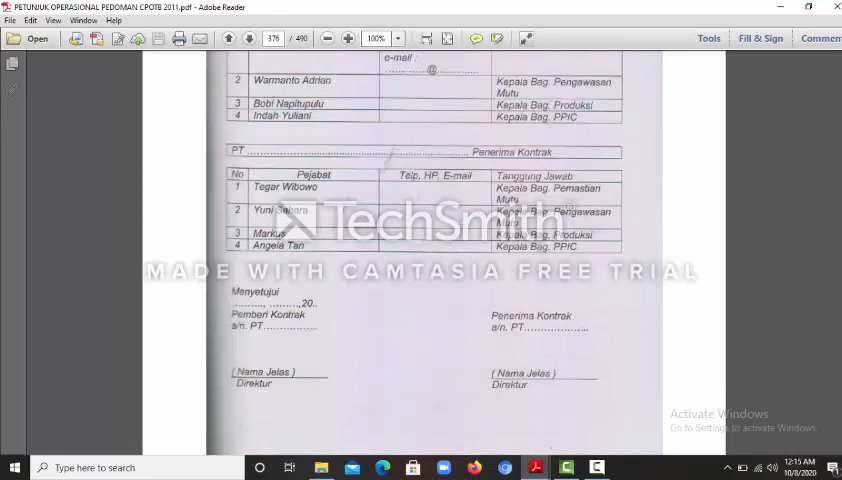 PETUNJUK OPERASIONAL PEDOMAN CPOTB 2011.pdf - Adobe Reader
File Edit View Window Help
Open 376 / 490 100% Tools Fill & Sign Comment
e-mail :
....................@....................
2 Warmanto Adrian Kepala Bag. Pengawasan
Mutu
3 Bobi Napitupulu Kepala Bag. Produksi
4 Indah Yuliani Kepala Bag. PPIC
PT ............................................................, Penerima Kontrak
No Pejabat Telp, HP, E-mail Tanggung Jawab
1 Tegar Wibowo Kepala Bag. Pemastian
Mutu
2 Yuni Sahara Kepala Bag. Pengawasan
Mutu
3 Markus Kepala Bag. Produksi
4 Angela Tan Kepala Bag. PPIC
TechSmith®
MADE WITH CAMTASIA FREE TRIAL
Menyetujui
.........., .........,20..
Pemberi Kontrak Penerima Kontrak
a/n. PT............... a/n. PT..................
( Nama Jelas ) ( Nama Jelas )
Direktur Direktur
Activate Windows
Go to Settings to activate Windows.
Type here to search
12:15 AM
10/8/2020